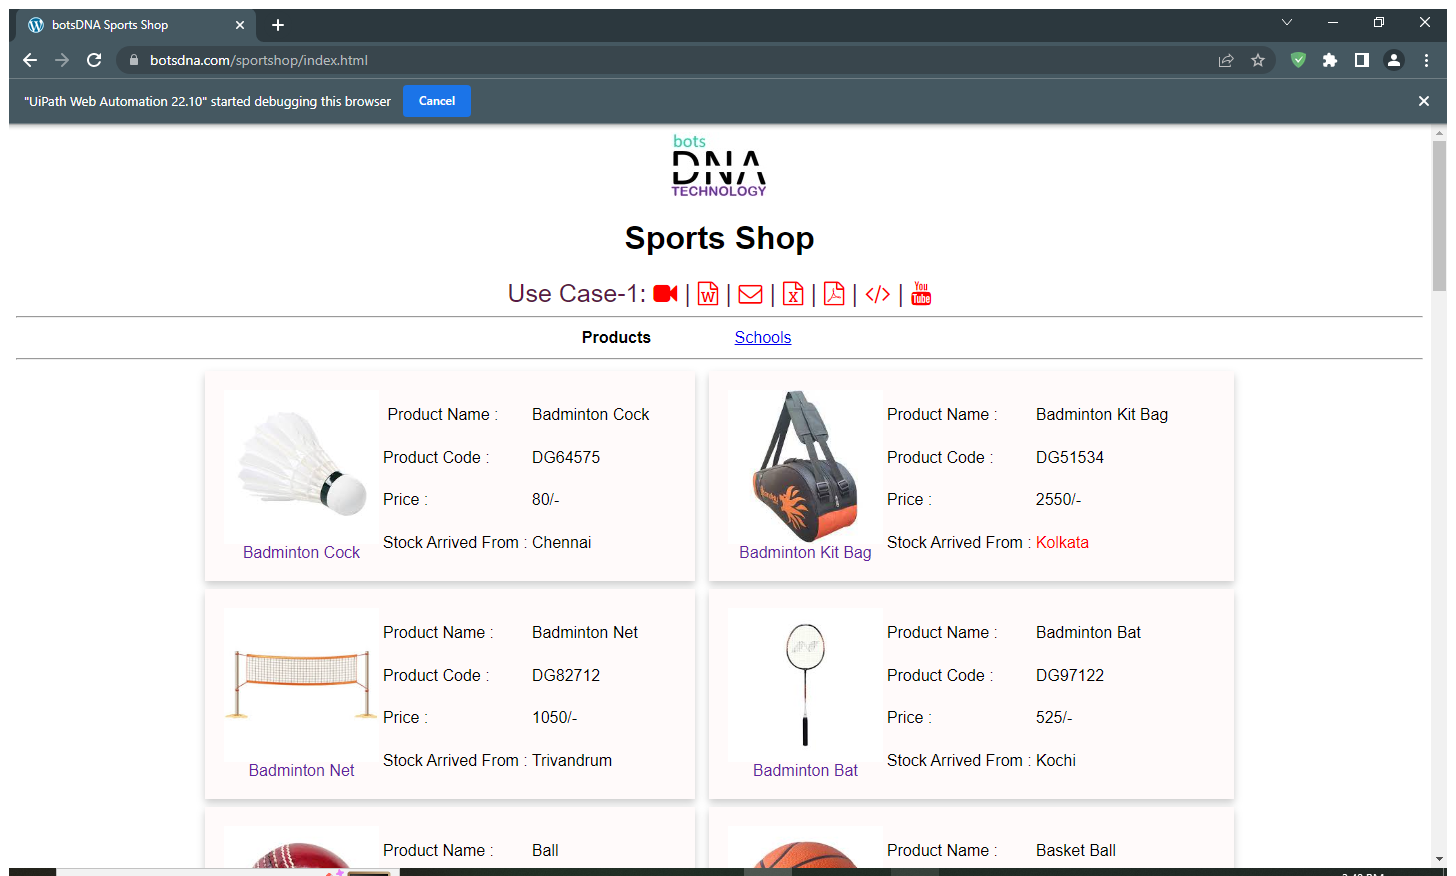 botsDNA Sports Shop
botsdna.com/sportshop/index.html
"UiPath Web Automation 22.10" started debugging this browser Cancel
bots
DNA
TECHNOLOGY
Sports Shop
Use Case-1: | | | | | | You Tube
Products Schools
Product Name : Badminton Cock
Product Code : DG64575
Price : 80/-
Stock Arrived From : Chennai
Badminton Cock
Product Name : Badminton Kit Bag
Product Code : DG51534
Price : 2550/-
Stock Arrived From : Kolkata
Badminton Kit Bag
Product Name : Badminton Net
Product Code : DG82712
Price : 1050/-
Stock Arrived From : Trivandrum
Badminton Net
Product Name : Badminton Bat
Product Code : DG97122
Price : 525/-
Stock Arrived From : Kochi
Badminton Bat
Product Name : Ball
Product Name : Basket Ball